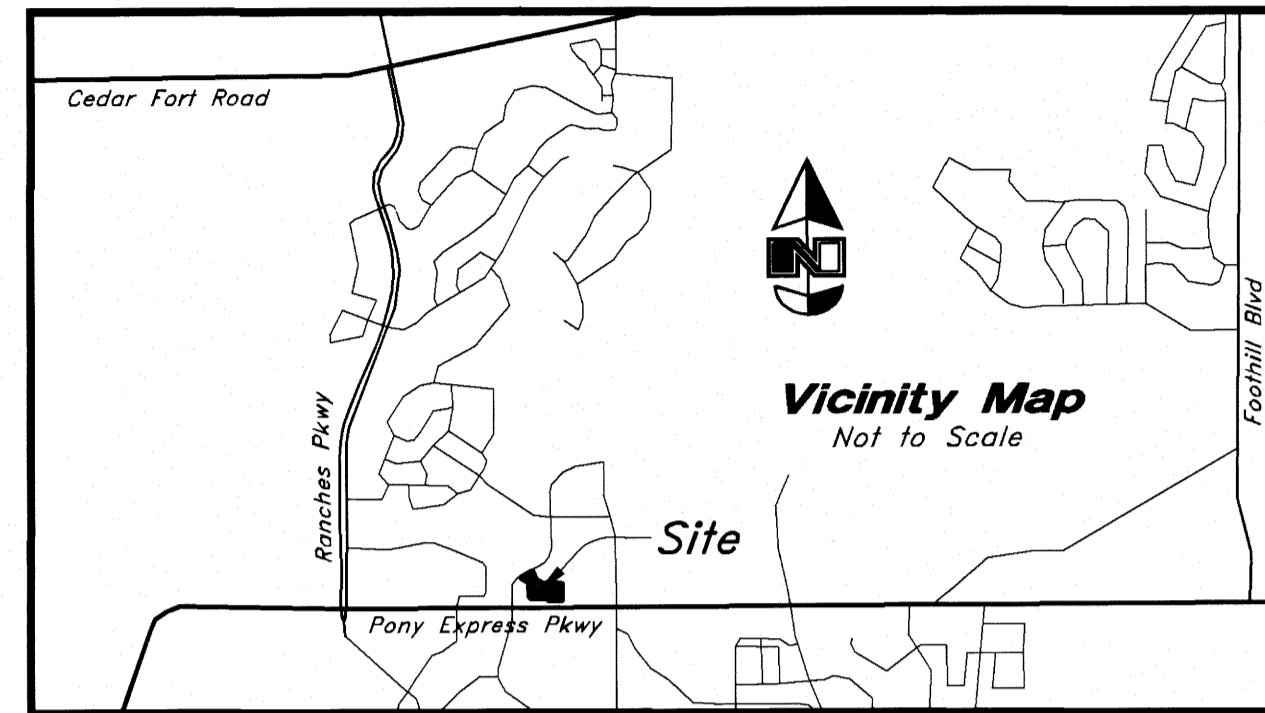 Cedar Fort Road
N
Vicinity Map
Not to Scale
Foothill Blvd
Ranches Pkwy
Site
Pony Express Pkwy